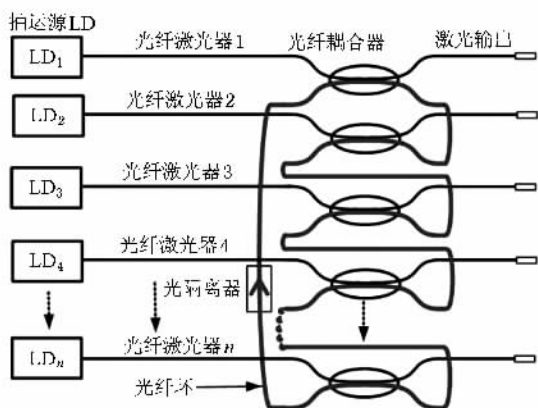 抽运源LD
LD₁
光纤激光器1
光纤耦合器
激光输出
LD₂
光纤激光器2
LD₃
光纤激光器3
LD₄
光纤激光器4
光隔离器
LDₙ
光纤激光器n
光纤环